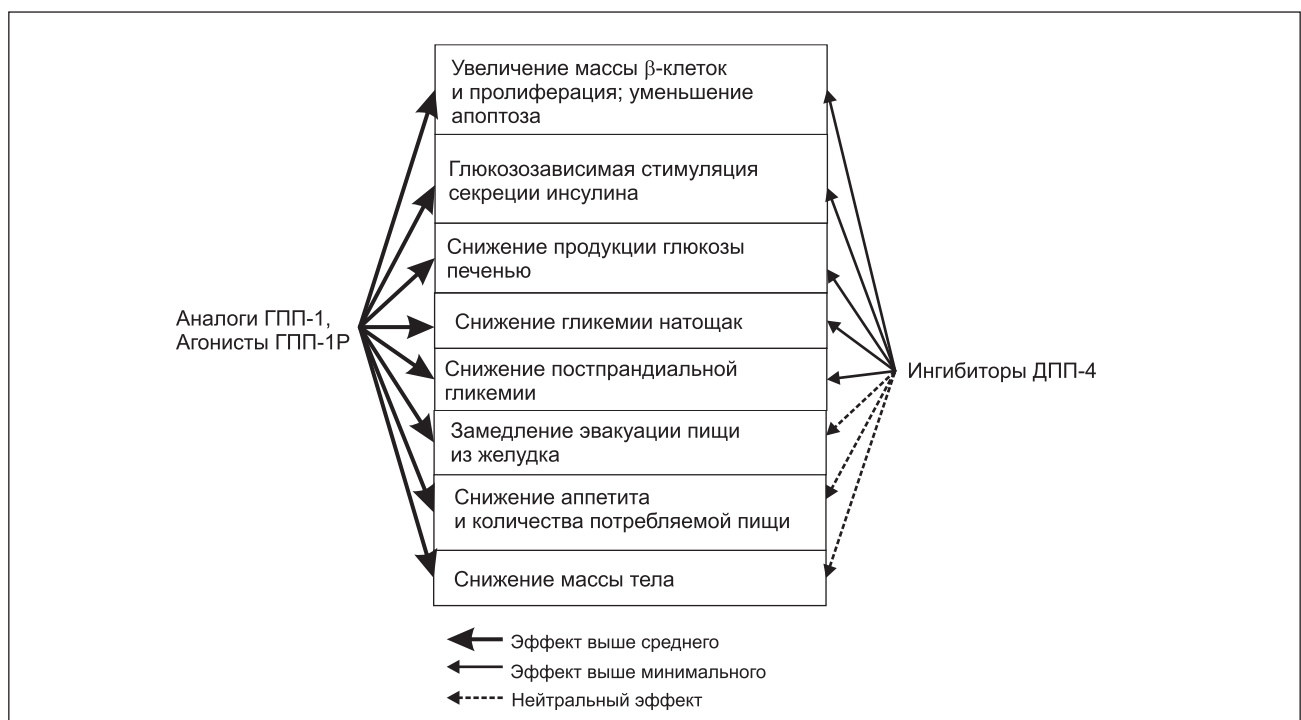 Увеличение массы β-клеток
и пролиферация; уменьшение
апоптоза
Глюкозозависимая стимуляция
секреции инсулина
Снижение продукции глюкозы
печенью
Аналоги ГПП-1,
Агонисты ГПП-1Р
Снижение гликемии натощак
Снижение постпрандиальной
гликемии
Ингибиторы ДПП-4
Замедление эвакуации пищи
из желудка
Снижение аппетита
и количества потребляемой пищи
Снижение массы тела
Эффект выше среднего
Эффект выше минимального
Нейтральный эффект